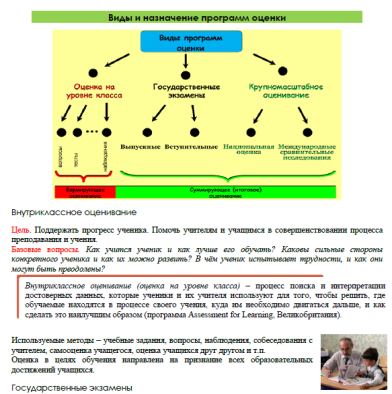 Виды и назначение программ оценки
Виды программ
оценки
Оценка на
уровне класса
Государственные
экзамены
Крупномасштабное
оценивание
вопросы
тесты
наблюдения
Выпускные
Вступительные
Национальная
оценка
Международные
сравнительные
исследования
Формирующее
оценивание
Суммирующее (итоговое)
оценивание
Внутриклассное оценивание
Цель. Поддержать прогресс ученика. Помочь учителям и учащимся в совершенствовании процесса
преподавания и учения.
Базовые вопросы. Как учится ученик и как лучше его обучать? Каковы сильные стороны
конкретного ученика и как их можно развить? В чём ученик испытывает трудности, и как они
могут быть преодолены?
Внутриклассное оценивание (оценка на уровне класса) – процесс поиска и интерпретации
достоверных данных, которые ученики и их учителя используют для того, чтобы решить, где
обучаемые находятся в процессе своего учения, куда им необходимо двигаться дальше, и как
сделать это наилучшим образом (программа Assessment for Learning, Великобритания).
Используемые методы – учебные задания, вопросы, наблюдения, собеседования с
учителем, самооценка учащегося, оценка учащихся друг другом и т.п.
Оценка в целях обучения направлена на признание всех образовательных
достижений учащихся.
Государственные экзамены